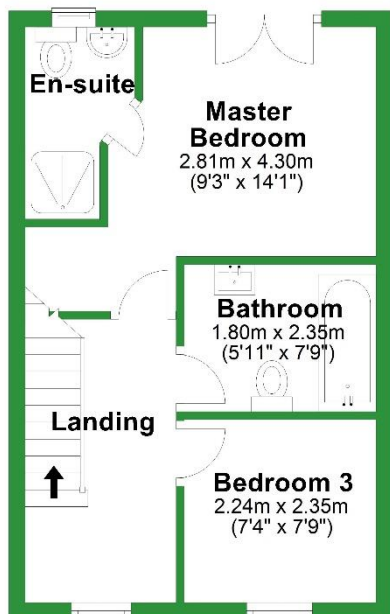 En-suite
Master
Bedroom
2.81m x 4.30m
(9'3" x 14'1")
Bathroom
1.80m x 2.35m
(5'11" x 7'9")
Landing
Bedroom 3
2.24m x 2.35m
(7'4" x 7'9")